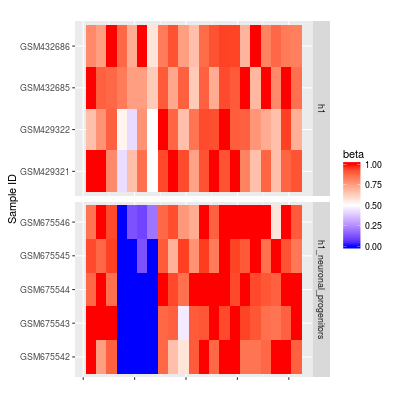 GSM432686
GSM432685
GSM429322
GSM429321
h1
GSM675546
GSM675545
GSM675544
GSM675543
GSM675542
h1_neuronal_progenitors
Sample ID
beta
1.00
0.75
0.50
0.25
0.00